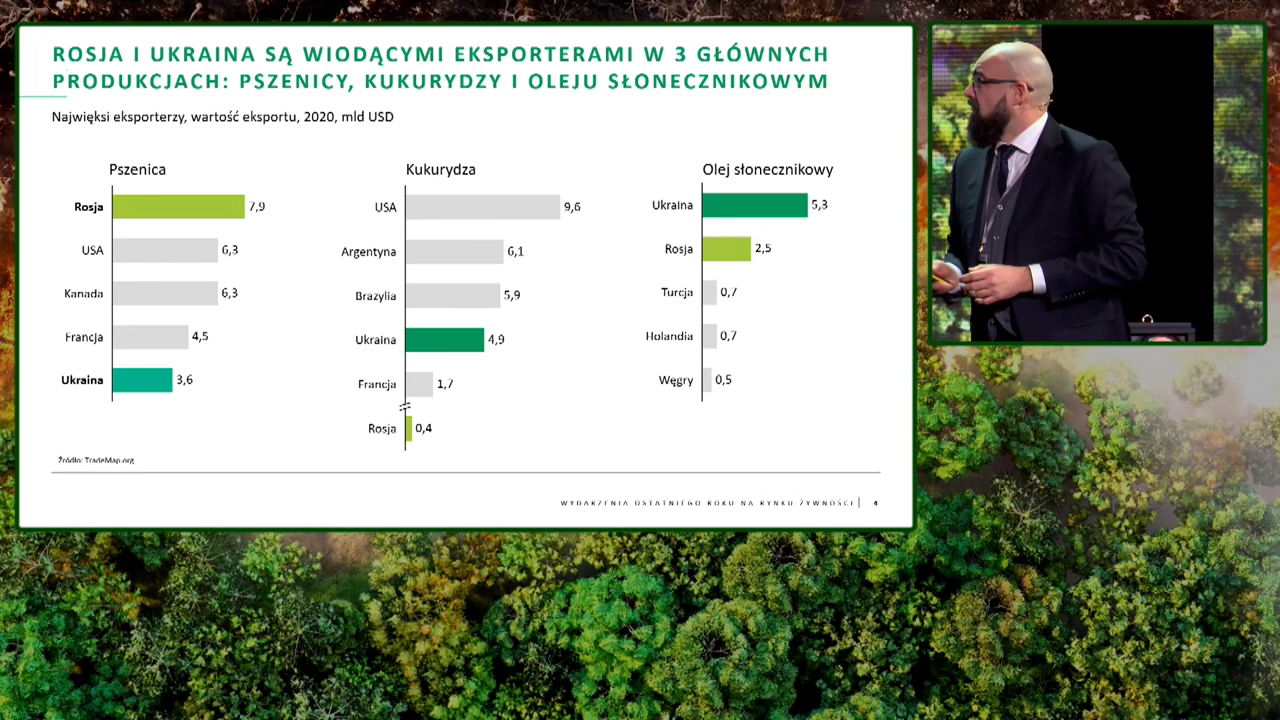 ROSJA I UKRAINA SĄ WIODĄCYMI EKSPORTERAMI W 3 GŁÓWNYCH
PRODUKCJACH: PSZENICY, KUKURYDZY I OLEJU SŁONECZNIKOWYM
Najwięksi eksporterzy, wartość eksportu, 2020, mld USD
Pszenica
Rosja 7,9
USA 6,3
Kanada 6,3
Francja 4,5
Ukraina 3,6
Kukurydza
USA 9,6
Argentyna 6,1
Brazylia 5,9
Ukraina 4,9
Francja 1,7
Rosja 0,4
Olej słonecznikowy
Ukraina 5,3
Rosja 2,5
Turcja 0,7
Holandia 0,7
Węgry 0,5
Źródło: TradeMap.org
WYDARZENIA OSTATNIEGO ROKU NA RYNKU ŻYWNOŚCI | 4